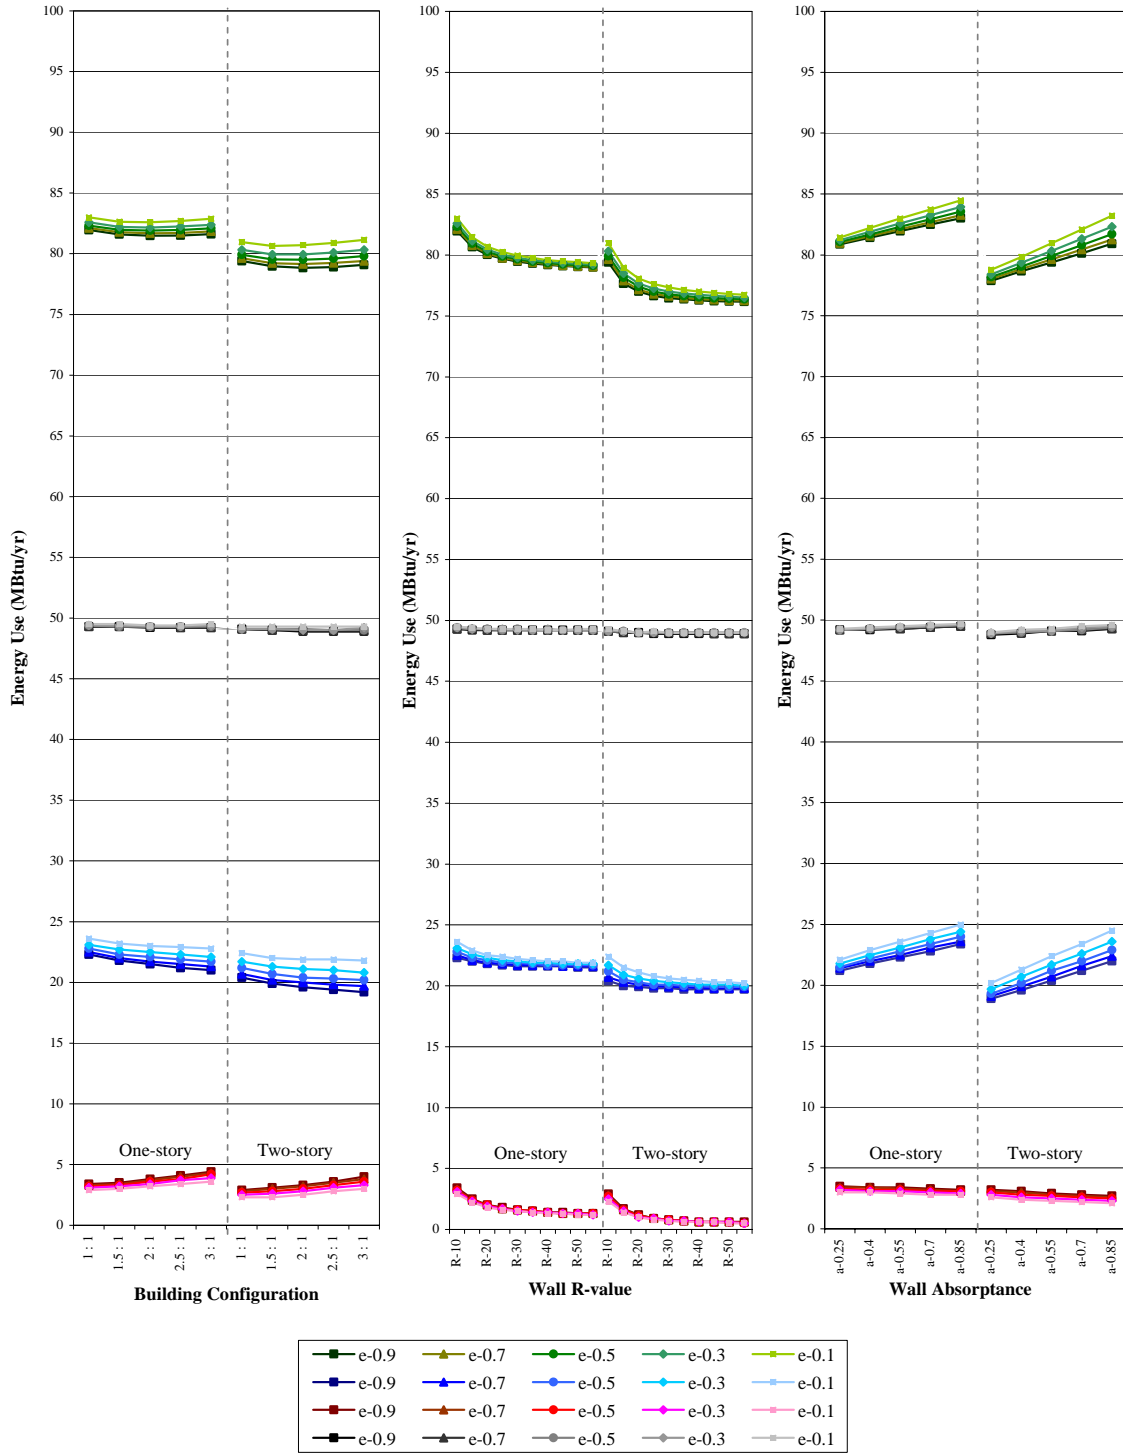 100
95
90
85
80
75
70
65
60
55
50
45
40
35
30
25
20
15
10
5
0
Energy Use (MBtu/yr)
One-story
Two-story
1 : 1
1.5 : 1
2 : 1
2.5 : 1
3 : 1
1 : 1
1.5 : 1
2 : 1
2.5 : 1
3 : 1
Building Configuration
100
95
90
85
80
75
70
65
60
55
50
45
40
35
30
25
20
15
10
5
0
Energy Use (MBtu/yr)
One-story
Two-story
R-10
R-20
R-30
R-40
R-50
R-10
R-20
R-30
R-40
R-50
Wall R-value
100
95
90
85
80
75
70
65
60
55
50
45
40
35
30
25
20
15
10
5
0
Energy Use (MBtu/yr)
One-story
Two-story
a-0.25
a-0.4
a-0.55
a-0.7
a-0.85
a-0.25
a-0.4
a-0.55
a-0.7
a-0.85
Wall Absorptance
e-0.9 e-0.7 e-0.5 e-0.3 e-0.1
e-0.9 e-0.7 e-0.5 e-0.3 e-0.1
e-0.9 e-0.7 e-0.5 e-0.3 e-0.1
e-0.9 e-0.7 e-0.5 e-0.3 e-0.1